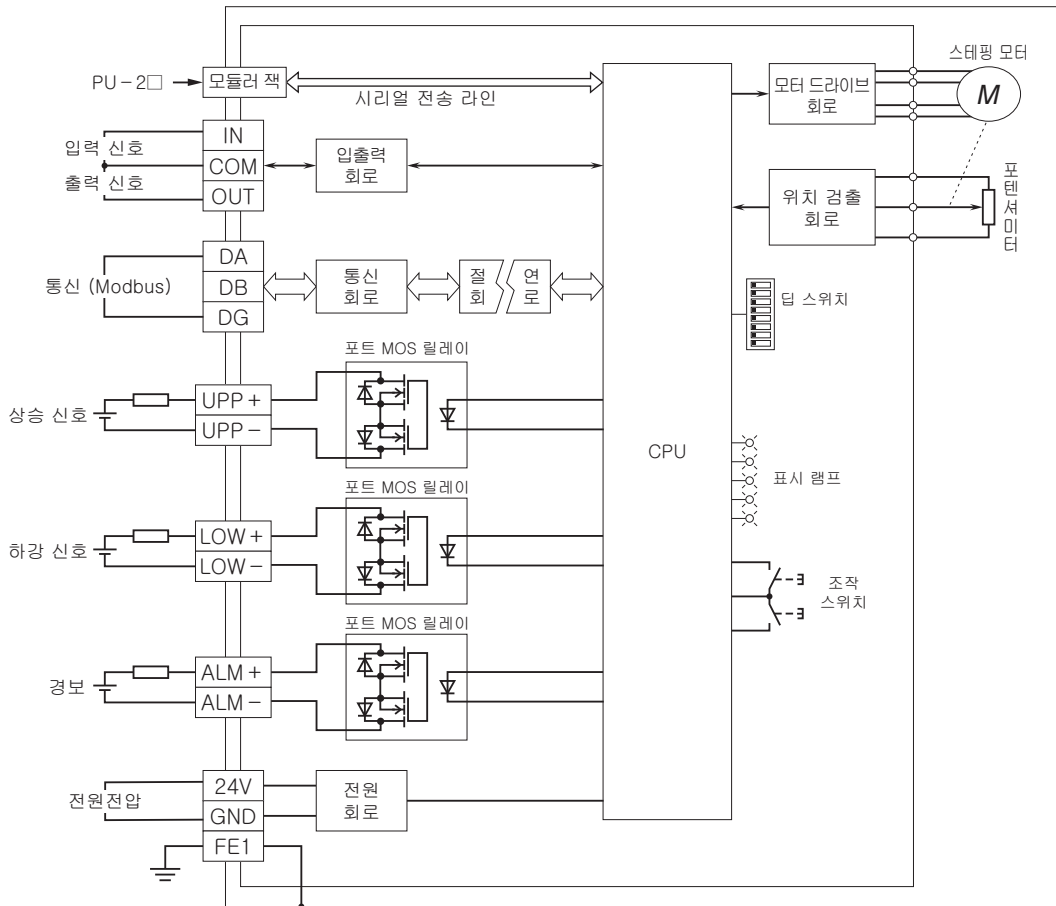 PU-2□
모듈러 잭
시리얼 전송 라인
입력 신호
출력 신호
IN
COM
OUT
입출력
회로
통신 (Modbus)
DA
DB
DG
통신
회로
절 연
회 로
포트 MOS 릴레이
상승 신호
UPP+
UPP-
포트 MOS 릴레이
하강 신호
LOW+
LOW-
포트 MOS 릴레이
경보
ALM+
ALM-
전원전압
24V
GND
FE1
전원
회로
CPU
모터 드라이브
회로
스테핑 모터
M
위치 검출
회로
포텐셔미터
딥 스위치
표시 램프
조작
스위치